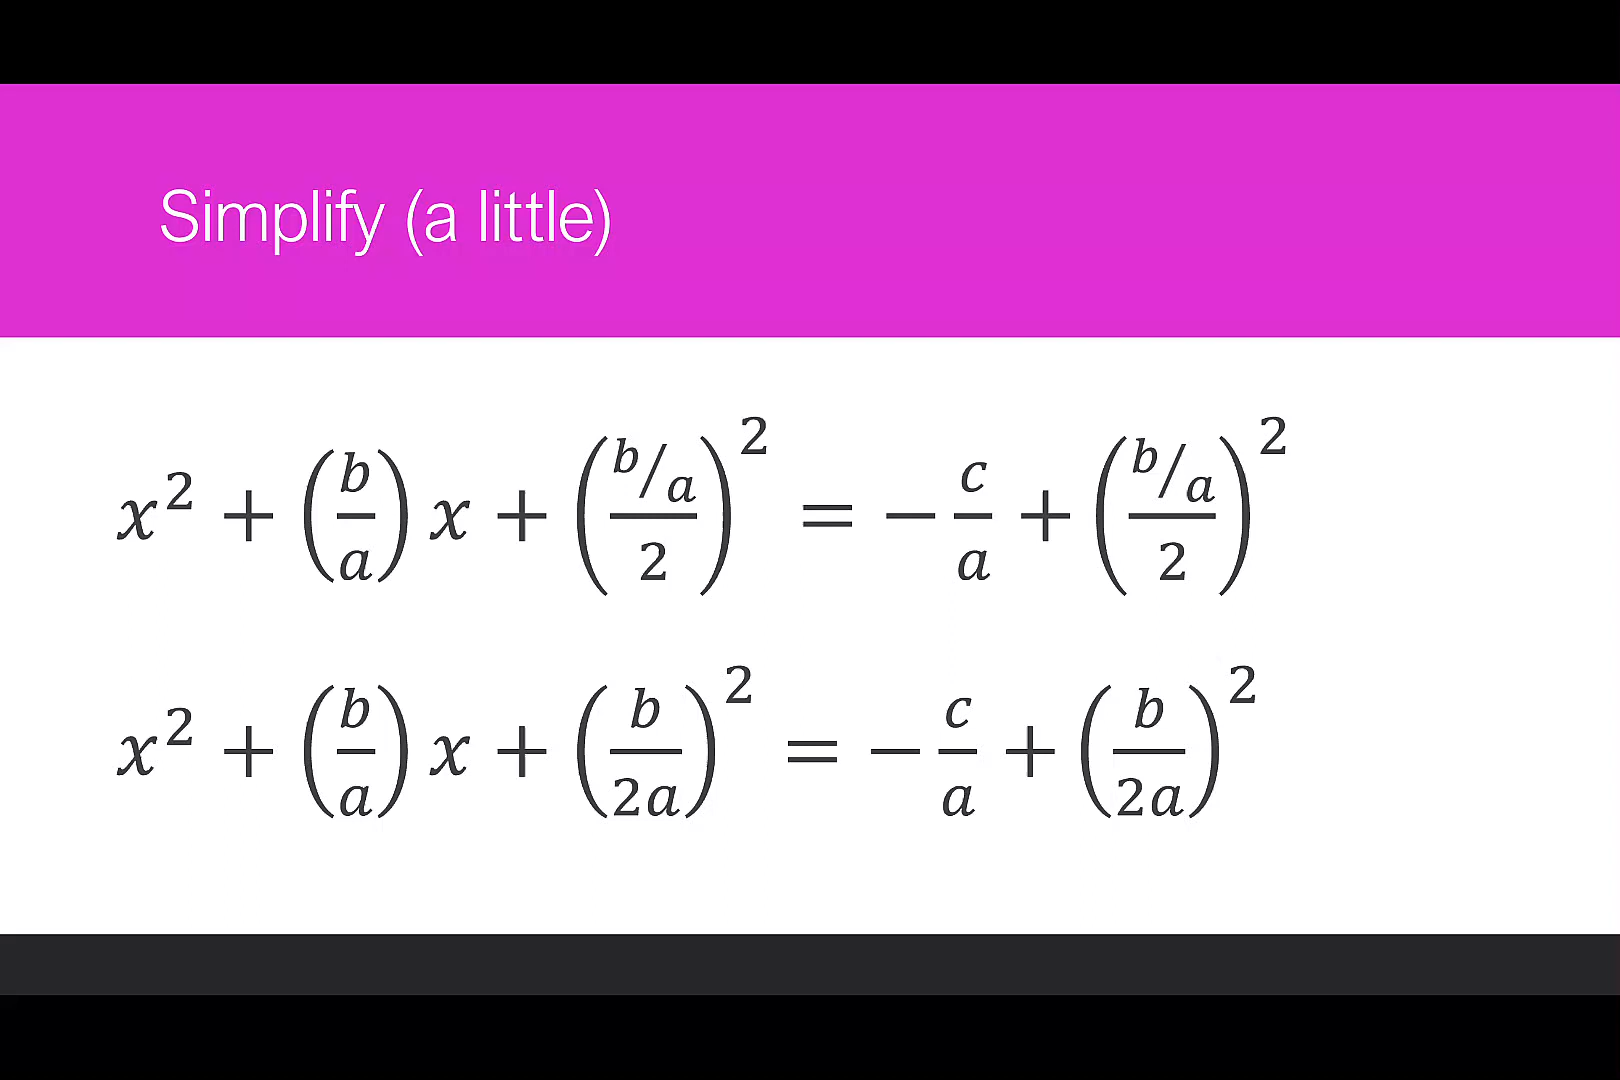 Simplify (a little)
x² + (b/a) x + ((b/a)/2)² = −c/a + ((b/a)/2)²
x² + (b/a) x + (b/2a)² = −c/a + (b/2a)²